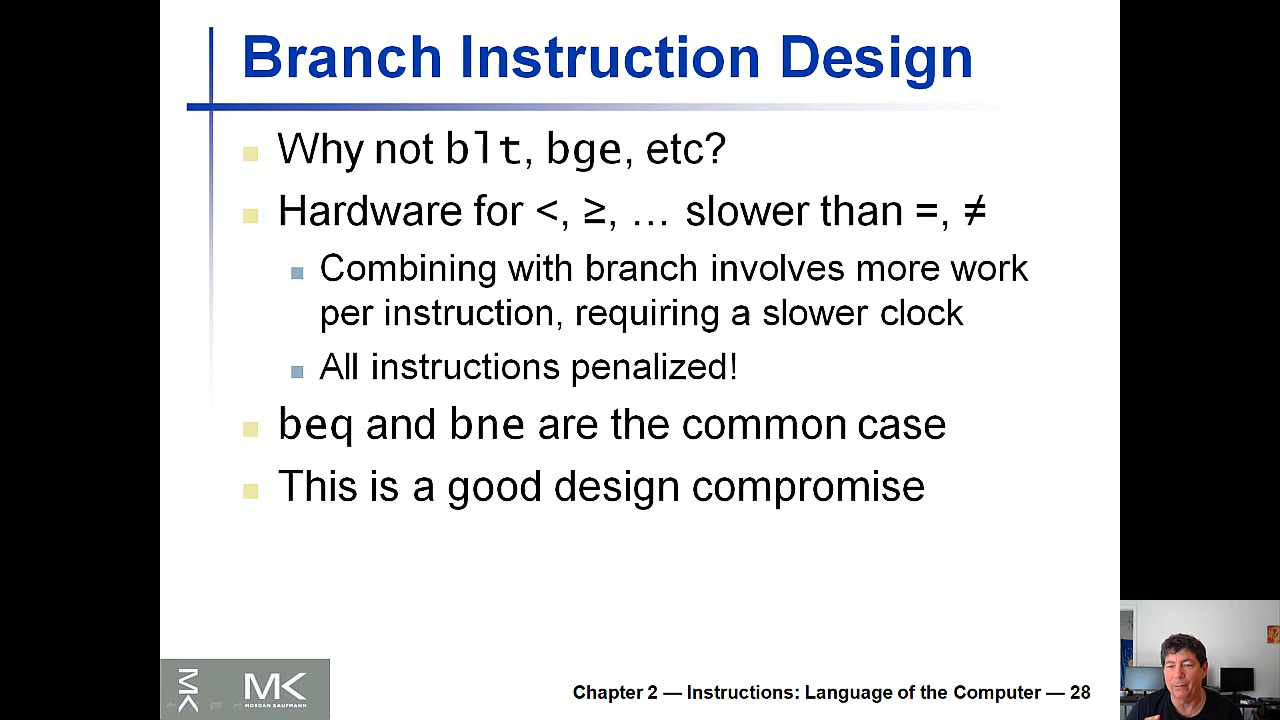 Branch Instruction Design
Why not blt, bge, etc?
Hardware for <, ≥, … slower than =, ≠
Combining with branch involves more work
per instruction, requiring a slower clock
All instructions penalized!
beq and bne are the common case
This is a good design compromise
MK
MK
MORGAN KAUFMANN
Chapter 2 — Instructions: Language of the Computer — 28